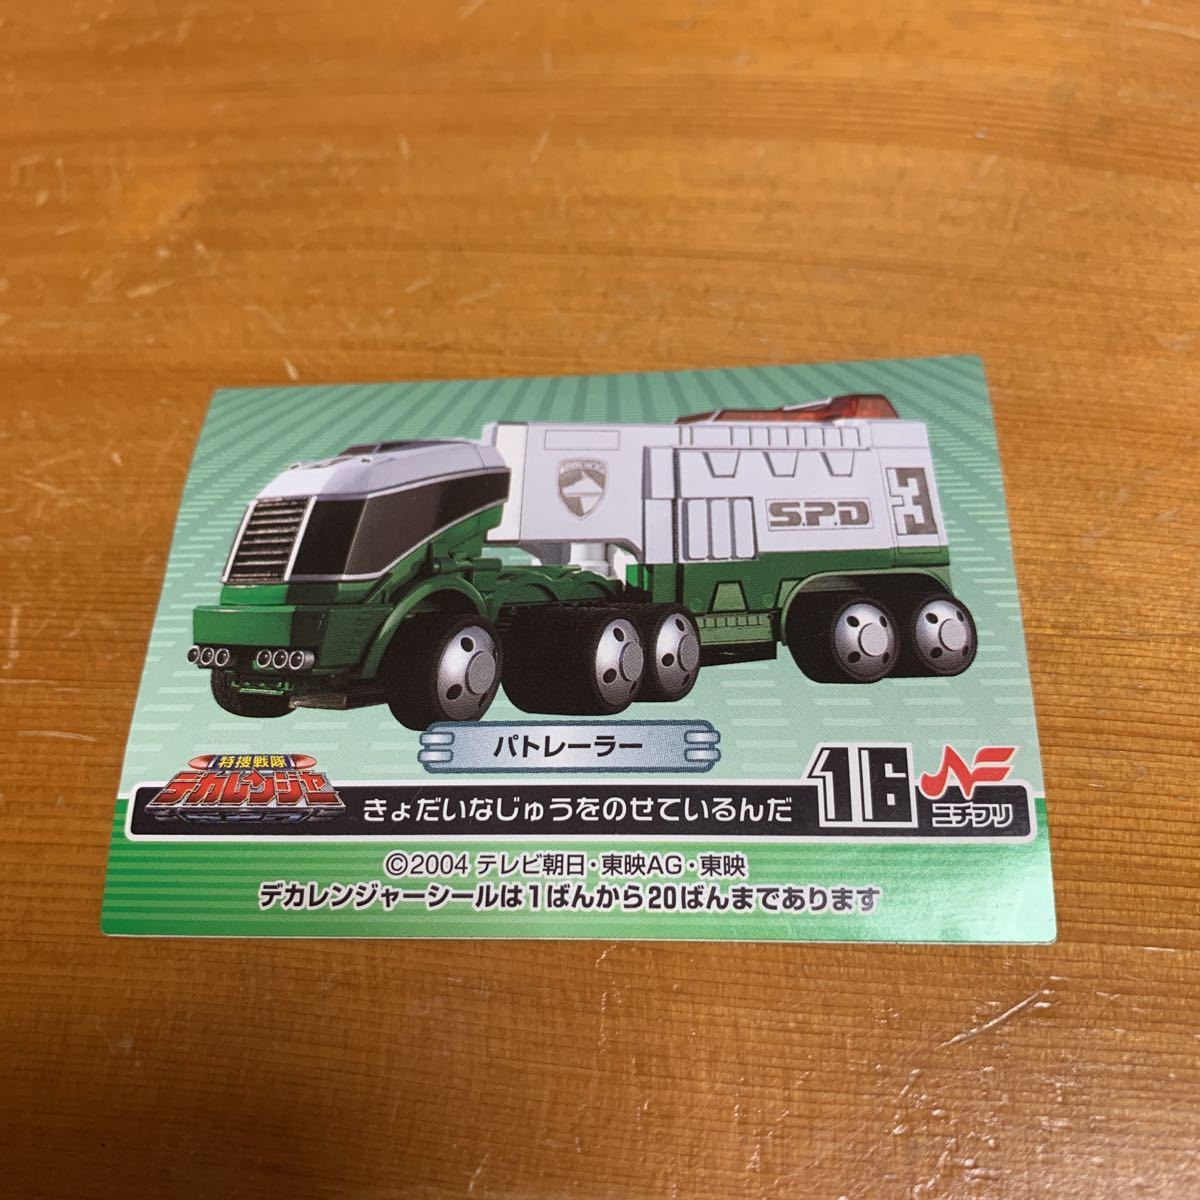 S.P.D
3
パトレーラー
特捜戦隊
デカレンジャー
きょだいなじゅうをのせているんだ
16
ニチフリ
©2004 テレビ朝日・東映AG・東映
デカレンジャーシールは1ばんから20ばんまであります